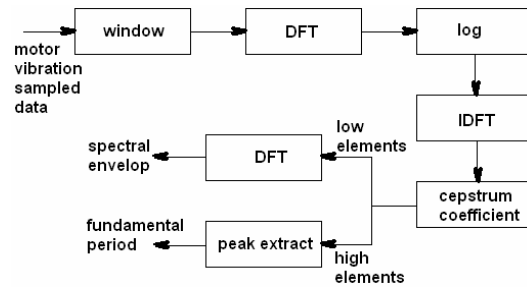 window
DFT
log
motor
vibration
sampled
data
IDFT
low
elements
spectral
envelop
DFT
cepstrum
coefficient
fundamental
period
peak extract
high
elements